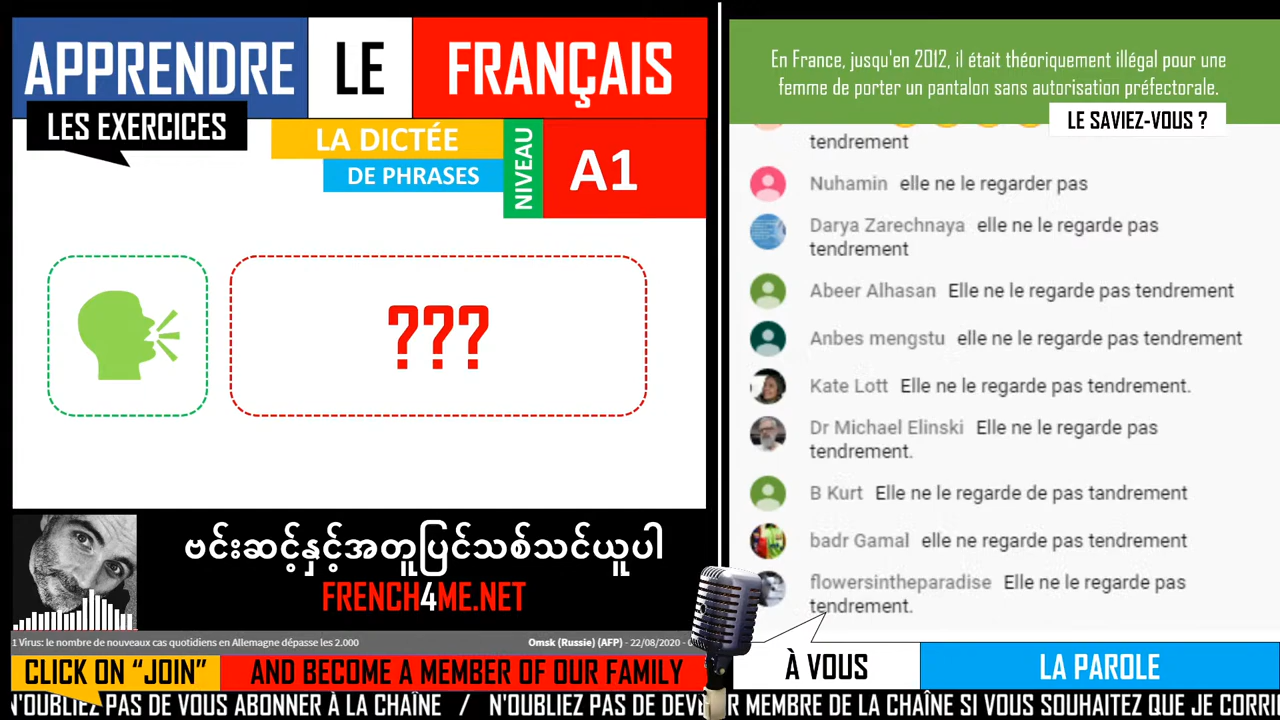 APPRENDRE LE FRANÇAIS
LES EXERCICES
LA DICTÉE
DE PHRASES
NIVEAU
A1
???
ဗင်းဆင့်နှင့်အတူပြင်သစ်သင်ယူပါ
FRENCH4ME.NET
1 Virus: le nombre de nouveaux cas quotidiens en Allemagne dépasse les 2.000
Omsk (Russie) (AFP) - 22/08/2020 -
CLICK ON “JOIN”
AND BECOME A MEMBER OF OUR FAMILY
En France, jusqu'en 2012, il était théoriquement illégal pour une
femme de porter un pantalon sans autorisation préfectorale.
LE SAVIEZ-VOUS ?
tendrement
Nuhamin elle ne le regarder pas
Darya Zarechnaya elle ne le regarde pas
tendrement
Abeer Alhasan Elle ne le regarde pas tendrement
Anbes mengstu elle ne le regarde pas tendrement
Kate Lott Elle ne le regarde pas tendrement.
Dr Michael Elinski Elle ne le regarde pas
tendrement.
B Kurt Elle ne le regarde de pas tandrement
badr Gamal elle ne le regarde pas tendrement
flowersintheparadise Elle ne le regarde pas
tendrement.
À VOUS
LA PAROLE
N'OUBLIEZ PAS DE VOUS ABONNER À LA CHAÎNE / N'OUBLIEZ PAS DE DEVE R MEMBRE DE LA CHAÎNE SI VOUS SOUHAITEZ QUE JE CORRI